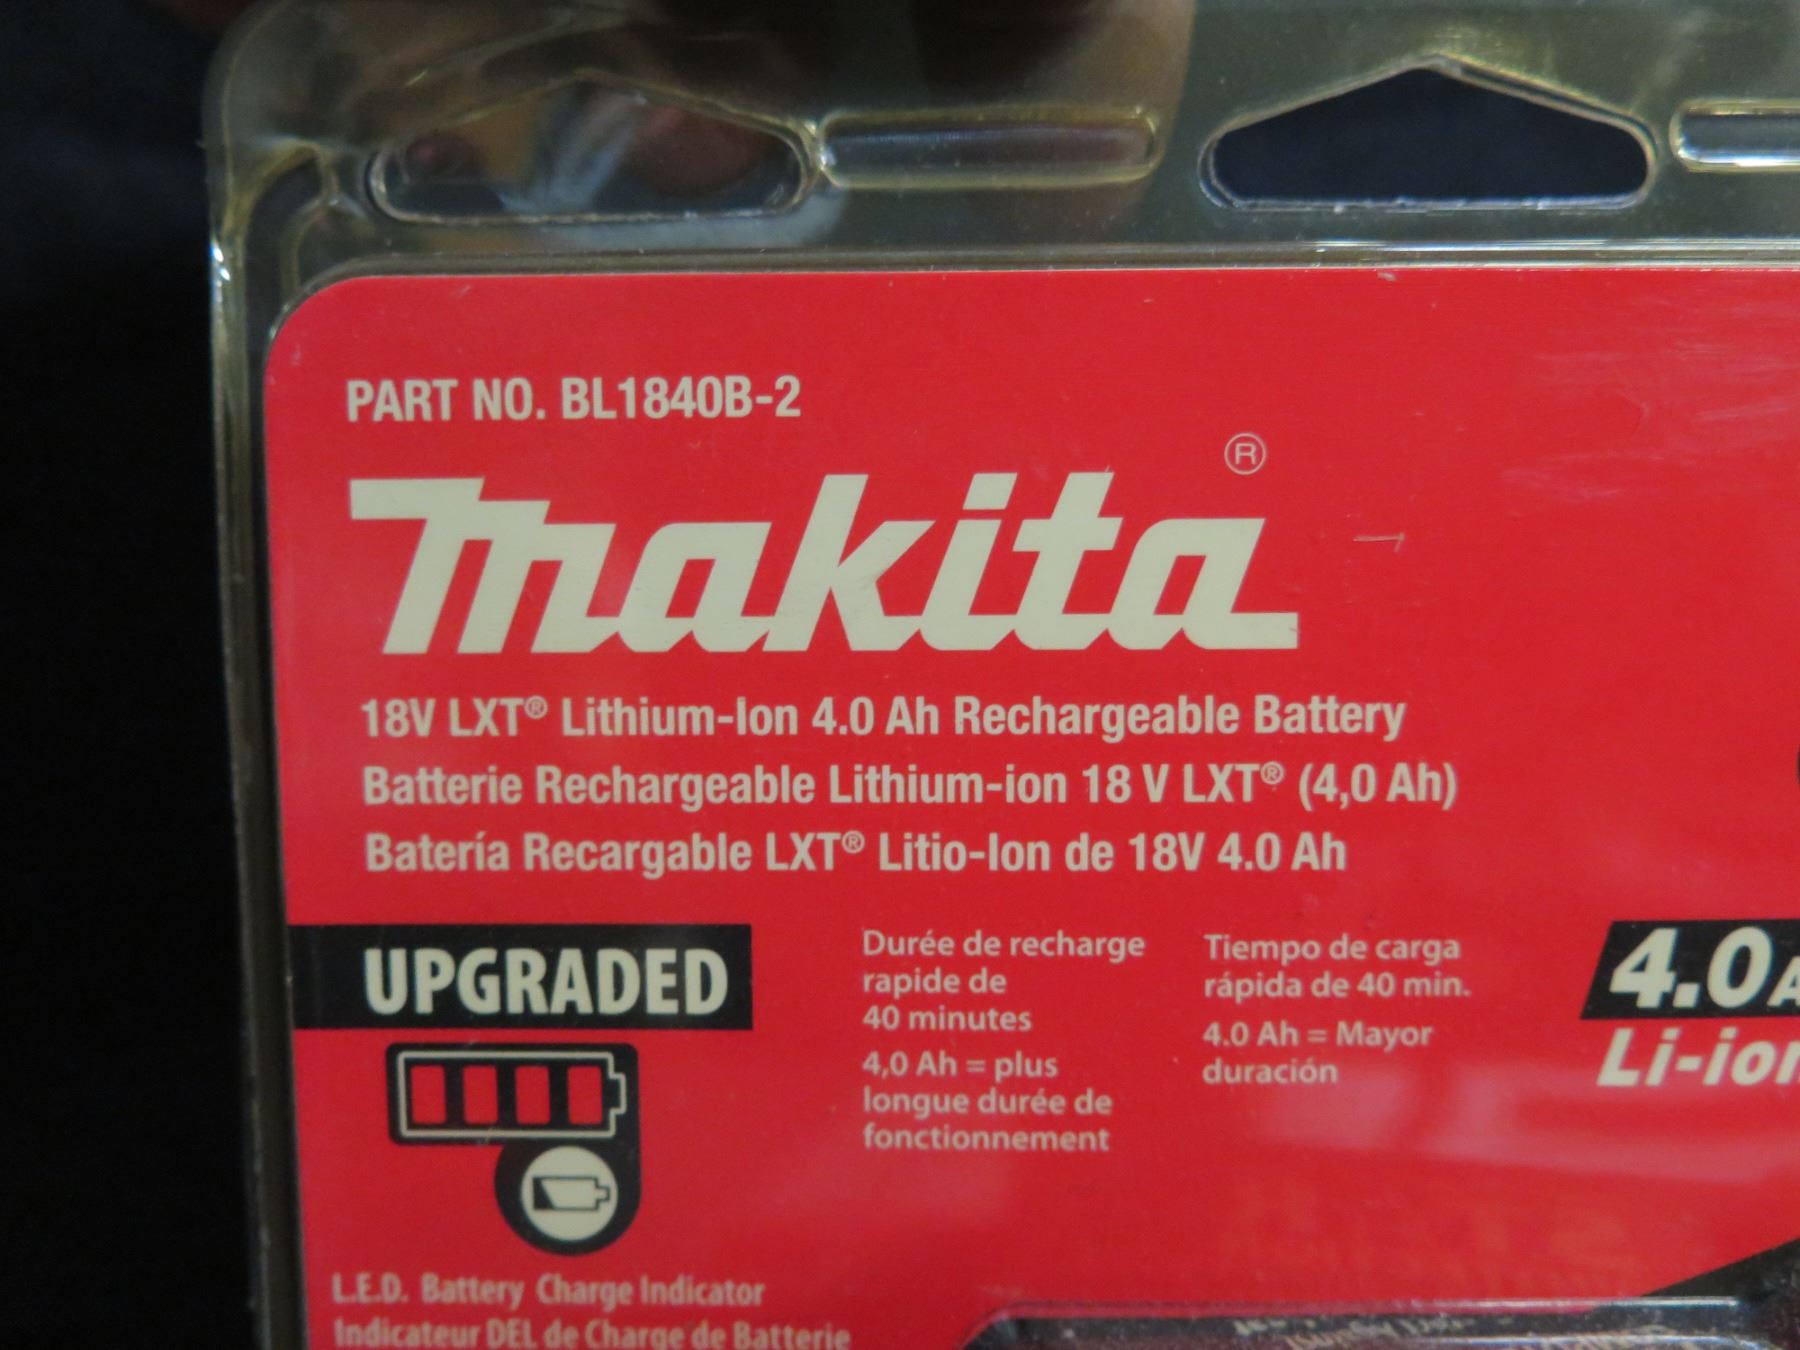 PART NO. BL1840B-2
makita®
18V LXT® Lithium-Ion 4.0 Ah Rechargeable Battery
Batterie Rechargeable Lithium-ion 18 V LXT® (4,0 Ah)
Batería Recargable LXT® Litio-Ion de 18V 4.0 Ah
UPGRADED
L.E.D. Battery Charge Indicator
Indicateur DEL de Charge de Batterie
Durée de recharge
rapide de
40 minutes
4,0 Ah = plus
longue durée de
fonctionnement
Tiempo de carga
rápida de 40 min.
4.0 Ah = Mayor
duración
4.0A
Li-ion